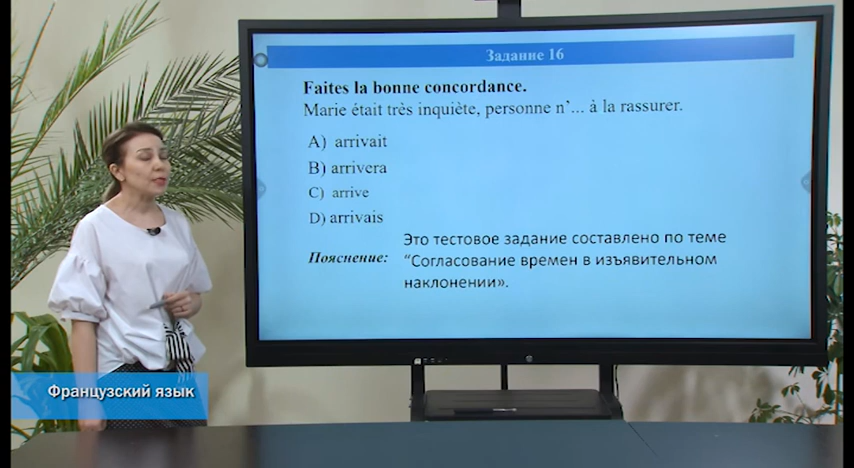 Задание 16
Faites la bonne concordance.
Marie était très inquiète, personne n’... à la rassurer.
A) arrivait
B) arrivera
C) arrive
D) arrivais
Пояснение:
Это тестовое задание составлено по теме
“Согласование времен в изъявительном
наклонении».
Французский язык